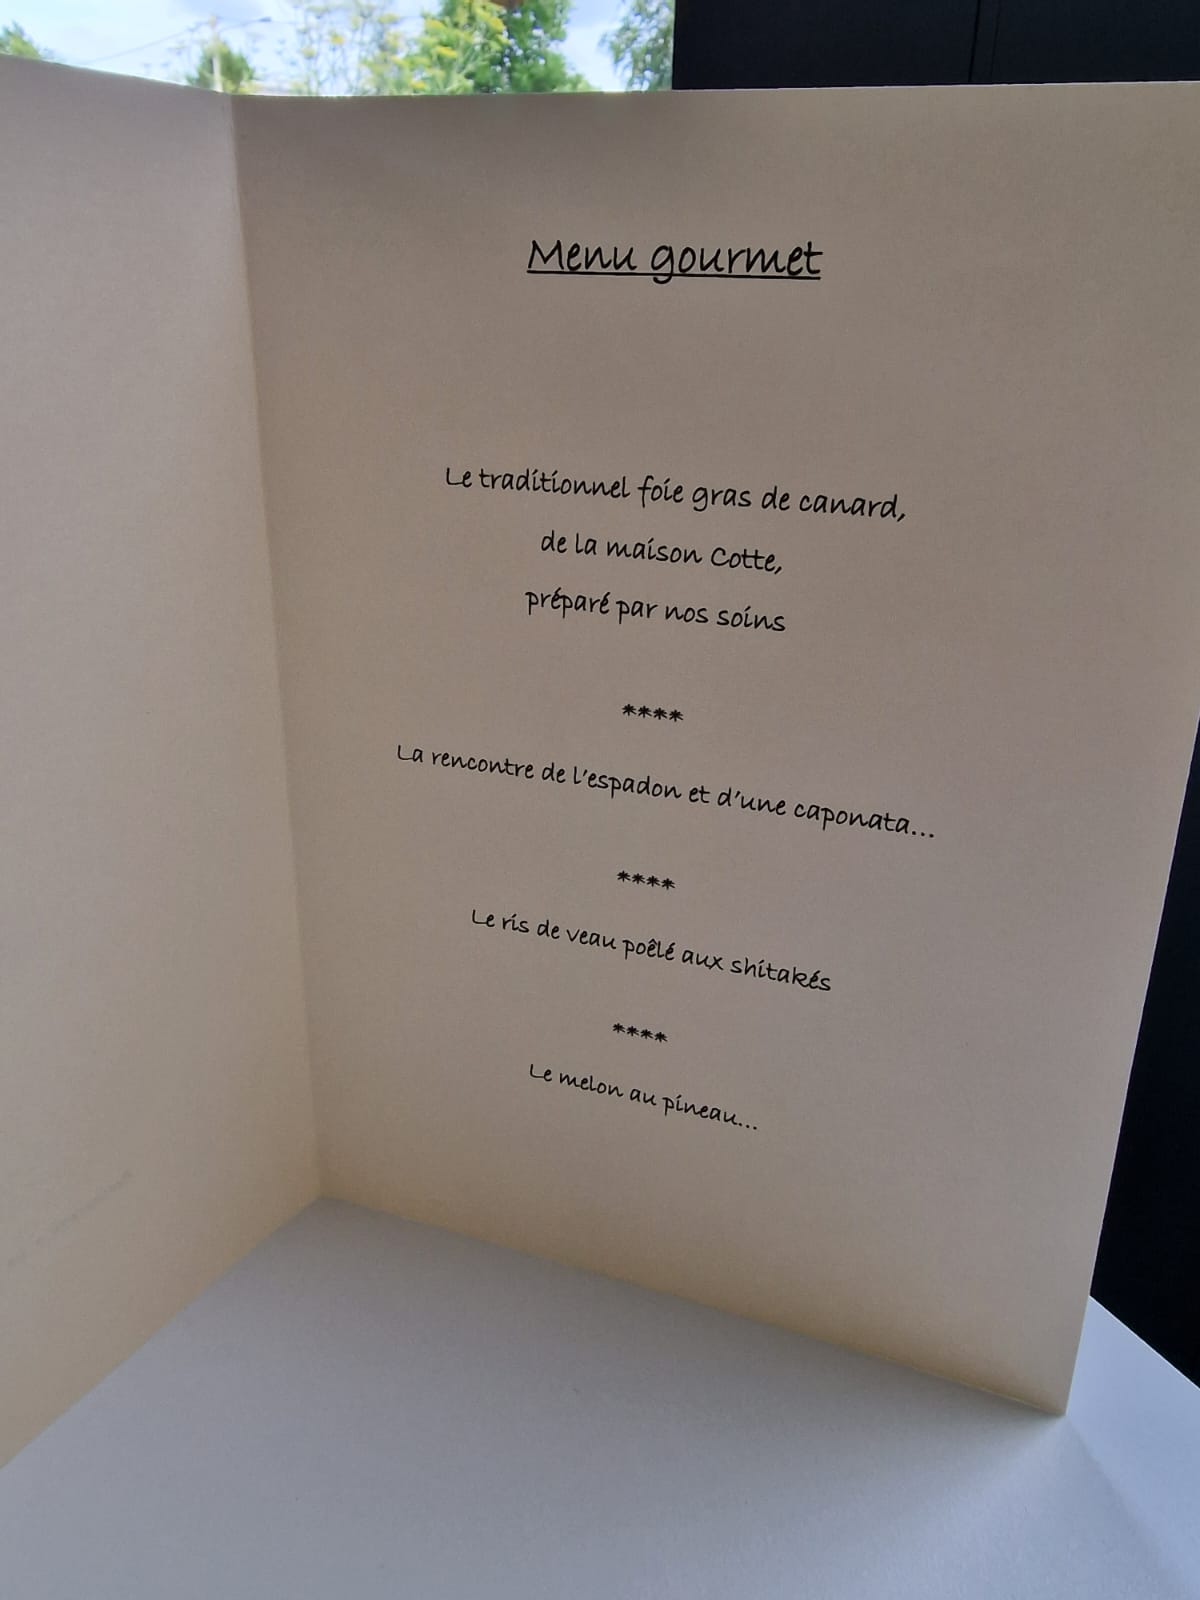 Menu gourmet
Le traditionnel foie gras de canard,
de la maison Cotte,
préparé par nos soins
****
La rencontre de l'espadon et d'une caponata...
****
Le ris de veau poêlé aux shitakés
****
Le melon au pineau...